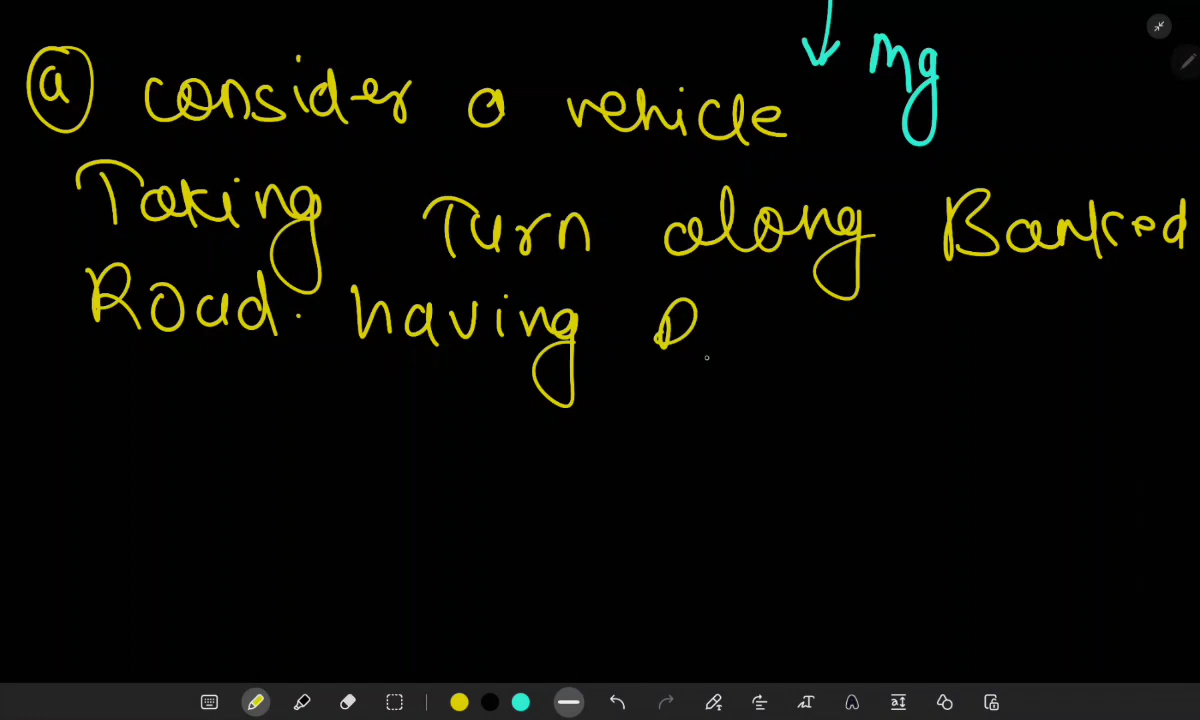 mg
(a) consider a vehicle
Taking Turn along Banked
Road. having